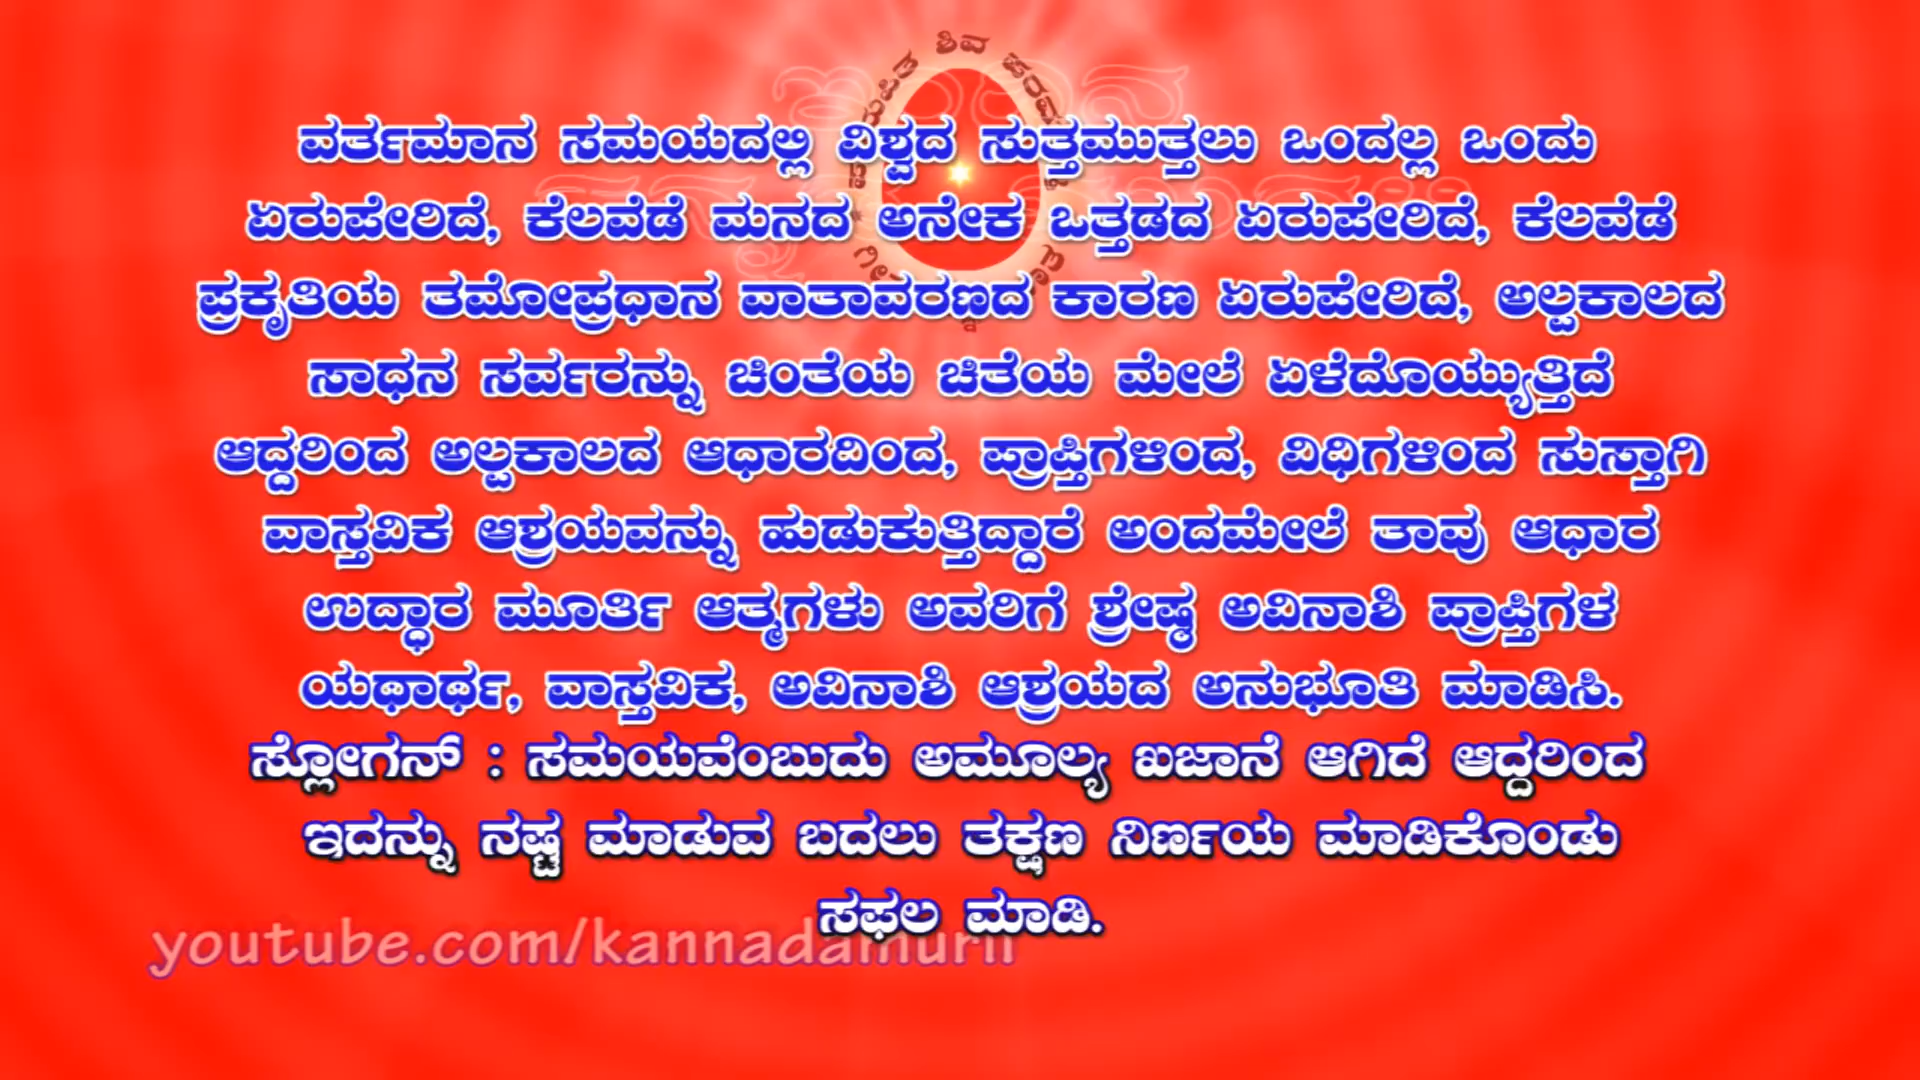 ಶಿವ
ವರ್ತಮಾನ ಸಮಯದಲ್ಲಿ ವಿಶ್ವದ ಸುತ್ತಮುತ್ತಲು ಒಂದಲ್ಲ ಒಂದು
ಏರುಪೇರಿದೆ, ಕೆಲವೆಡೆ ಮನದ ಅನೇಕ ಒತ್ತಡದ ಏರುಪೇರಿದೆ, ಕೆಲವೆಡೆ
ಪ್ರಕೃತಿಯ ತಮೋಪ್ರಧಾನ ವಾತಾವರಣದ ಕಾರಣ ಏರುಪೇರಿದೆ, ಅಲ್ಪಕಾಲದ
ಸಾಧನ ಸರ್ವರನ್ನು ಚಿಂತೆಯ ಚಿತೆಯ ಮೇಲೆ ಏಳೆದೊಯ್ಯುತ್ತಿದೆ
ಆದ್ದರಿಂದ ಅಲ್ಪಕಾಲದ ಆಧಾರವಿಂದ, ಪ್ರಾಪ್ತಿಗಳಿಂದ, ವಿಧಿಗಳಿಂದ ಸುಸ್ತಾಗಿ
ವಾಸ್ತವಿಕ ಆಶ್ರಯವನ್ನು ಹುಡುಕುತ್ತಿದ್ದಾರೆ ಅಂದಮೇಲೆ ತಾವು ಆಧಾರ
ಉದ್ಧಾರ ಮೂರ್ತಿ ಆತ್ಮಗಳು ಅವರಿಗೆ ಶ್ರೇಷ್ಠ ಅವಿನಾಶಿ ಪ್ರಾಪ್ತಿಗಳ
ಯಥಾರ್ಥ, ವಾಸ್ತವಿಕ, ಅವಿನಾಶಿ ಆಶ್ರಯದ ಅನುಭೂತಿ ಮಾಡಿಸಿ.
ಸ್ಲೋಗನ್ : ಸಮಯವೆಂಬುದು ಅಮೂಲ್ಯ ಖಜಾನೆ ಆಗಿದೆ ಆದ್ದರಿಂದ
ಇದನ್ನು ನಷ್ಟ ಮಾಡುವ ಬದಲು ತಕ್ಷಣ ನಿರ್ಣಯ ಮಾಡಿಕೊಂಡು
ಸಫಲ ಮಾಡಿ.
youtube.com/kannadamurli